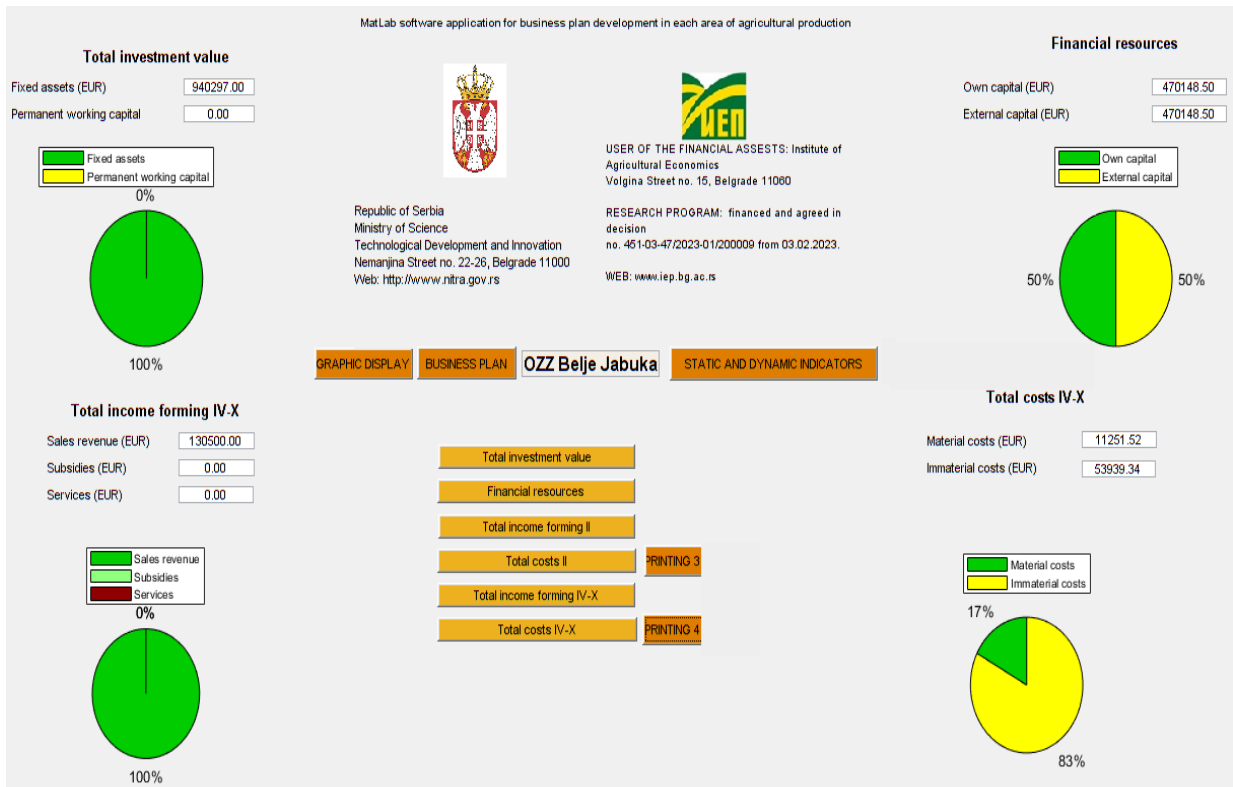 MatLab software application for business plan development in each area of agricultural production
Total investment value
Fixed assets (EUR) 940297.00
Permanent working capital 0.00
Fixed assets
Permanent working capital
0%
100%
Financial resources
Own capital (EUR) 470148.50
External capital (EUR) 470148.50
Own capital
External capital
50%
50%
Republic of Serbia
Ministry of Science
Technological Development and Innovation
Nemanjina Street no. 22-26, Belgrade 11000
Web: http://www.nitra.gov.rs
ИЕП
USER OF THE FINANCIAL ASSESTS: Institute of
Agricultural Economics
Volgina Street no. 15, Belgrade 11060
RESEARCH PROGRAM: financed and agreed in
decision
no. 451-03-47/2023-01/200009 from 03.02.2023.
WEB: www.iep.bg.ac.rs
GRAPHIC DISPLAY
BUSINESS PLAN
OZZ Belje Jabuka
STATIC AND DYNAMIC INDICATORS
Total income forming IV-X
Sales revenue (EUR) 130500.00
Subsidies (EUR) 0.00
Services (EUR) 0.00
Sales revenue
Subsidies
Services
0%
100%
Total investment value
Financial resources
Total income forming II
Total costs II
PRINTING 3
Total income forming IV-X
Total costs IV-X
PRINTING 4
Total costs IV-X
Material costs (EUR) 11251.52
Immaterial costs (EUR) 53939.34
Material costs
Immaterial costs
17%
83%